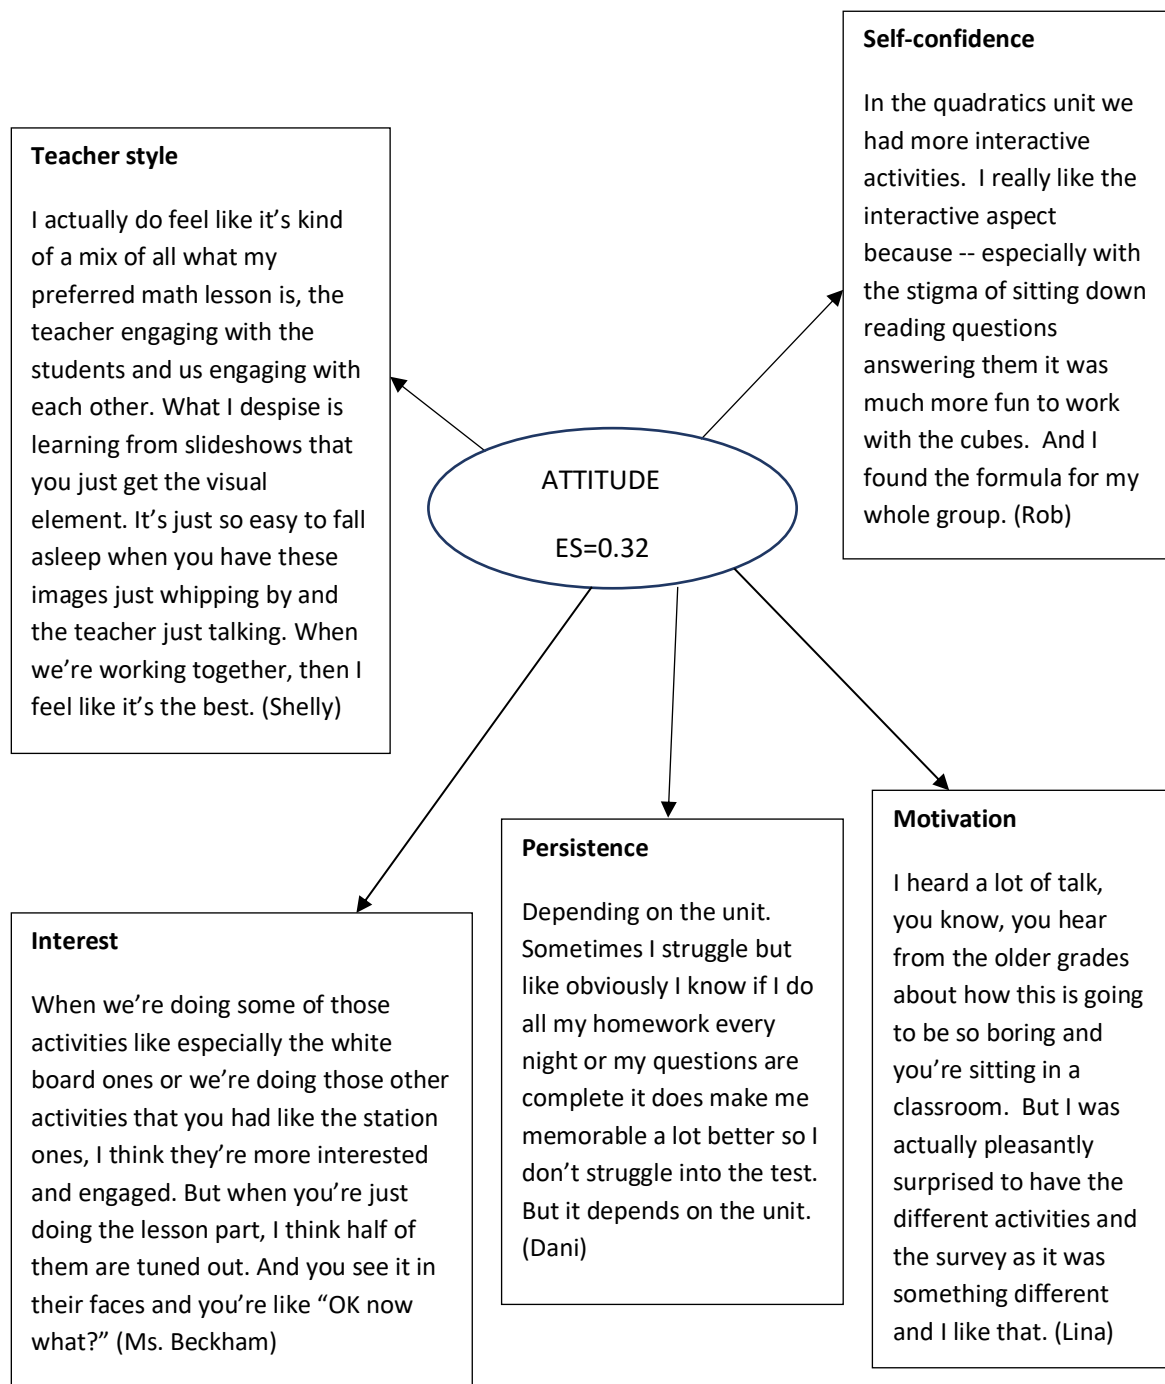 Self-confidence
In the quadratics unit we
had more interactive
activities.  I really like the
interactive aspect
because -- especially with
the stigma of sitting down
reading questions
answering them it was
much more fun to work
with the cubes.  And I
found the formula for my
whole group. (Rob)
Teacher style
I actually do feel like it’s kind
of a mix of all what my
preferred math lesson is, the
teacher engaging with the
students and us engaging with
each other. What I despise is
learning from slideshows that
you just get the visual
element. It’s just so easy to fall
asleep when you have these
images just whipping by and
the teacher just talking. When
we’re working together, then I
feel like it’s the best. (Shelly)
ATTITUDE
ES=0.32
Interest
When we’re doing some of those
activities like especially the white
board ones or we’re doing those other
activities that you had like the station
ones, I think they’re more interested
and engaged. But when you’re just
doing the lesson part, I think half of
them are tuned out. And you see it in
their faces and you’re like “OK now
what?” (Ms. Beckham)
Persistence
Depending on the unit.
Sometimes I struggle but
like obviously I know if I do
all my homework every
night or my questions are
complete it does make me
memorable a lot better so I
don’t struggle into the test.
But it depends on the unit.
(Dani)
Motivation
I heard a lot of talk,
you know, you hear
from the older grades
about how this is going
to be so boring and
you’re sitting in a
classroom.  But I was
actually pleasantly
surprised to have the
different activities and
the survey as it was
something different
and I like that. (Lina)